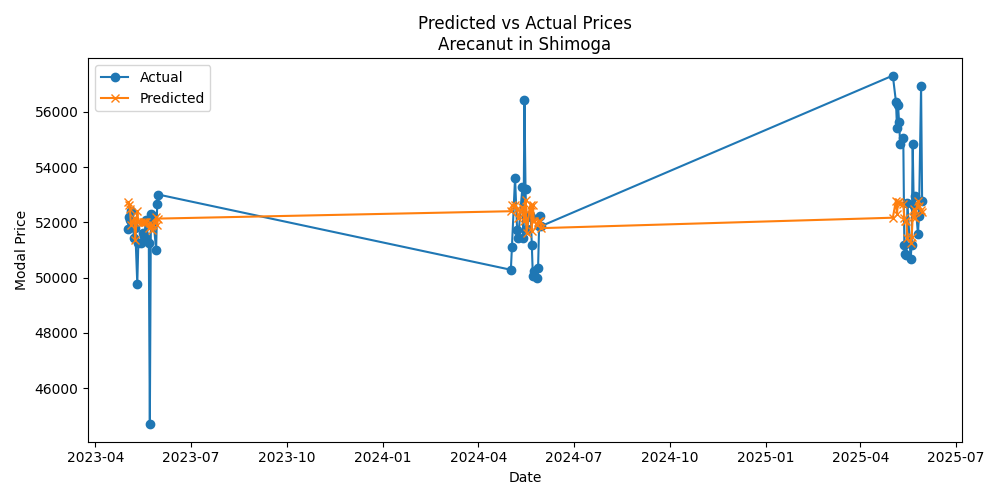 Predicted vs Actual Prices
Arecanut in Shimoga
Actual
Predicted
Modal Price
56000
54000
52000
50000
48000
46000
2023-04 2023-07 2023-10 2024-01 2024-04 2024-07 2024-10 2025-01 2025-04 2025-07
Date